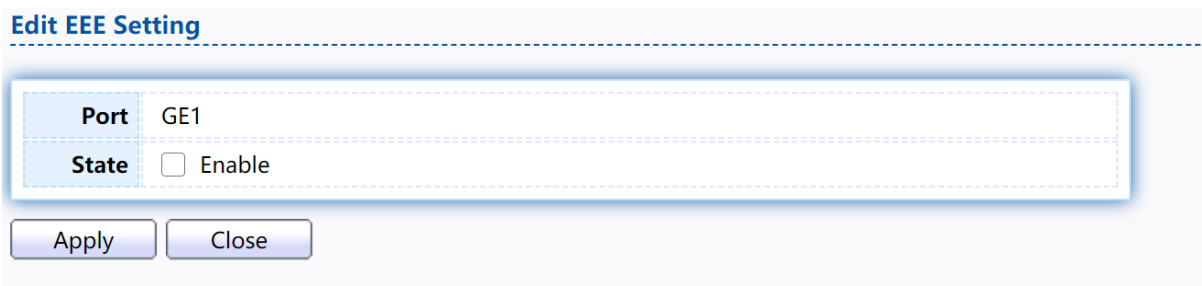 Edit EEE Setting
Port GE1
State Enable
Apply Close